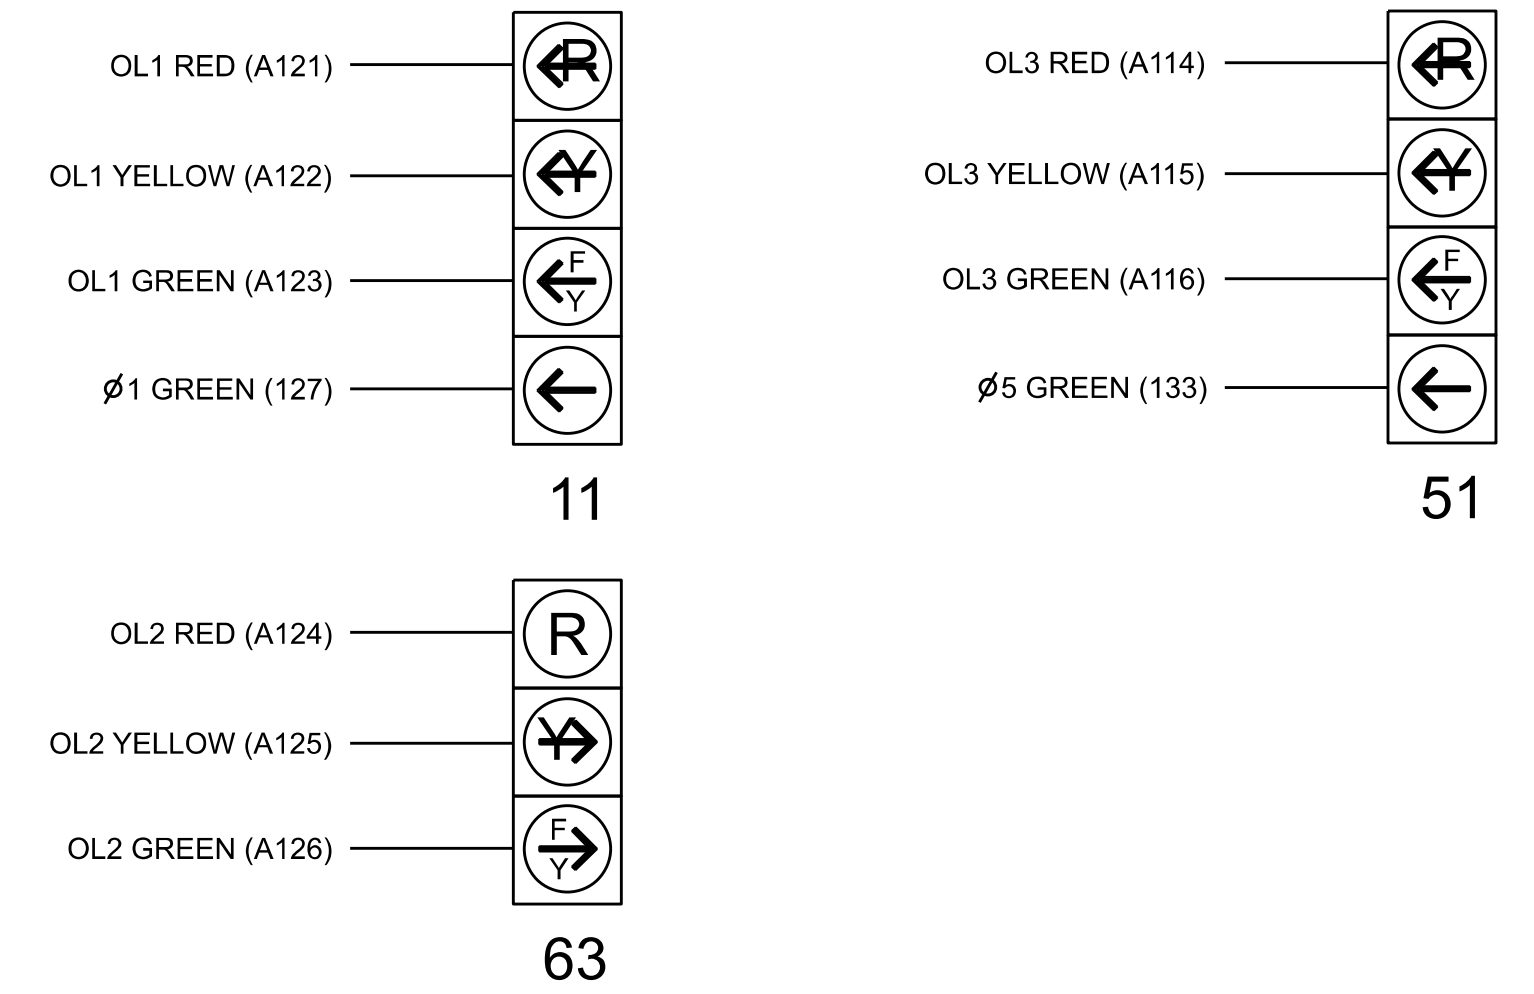 OL1 RED (A121)
R
OL1 YELLOW (A122)
Y
OL1 GREEN (A123)
F
Y
Ø1 GREEN (127)
11
OL3 RED (A114)
R
OL3 YELLOW (A115)
Y
OL3 GREEN (A116)
F
Y
Ø5 GREEN (133)
51
OL2 RED (A124)
R
OL2 YELLOW (A125)
Y
OL2 GREEN (A126)
F
Y
63